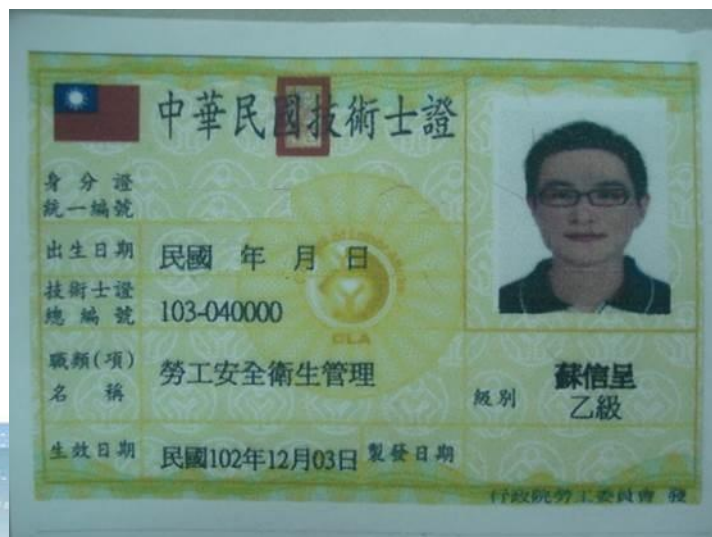 中華民國技術士證
身分證
統一編號
出生日期 民國 年 月 日
技術士證
總編號 103-040000
職類(項)
名稱 勞工安全衛生管理
蘇信呈
級別 乙級
生效日期 民國102年12月03日 製發日期
行政院勞工委員會 發
CLA